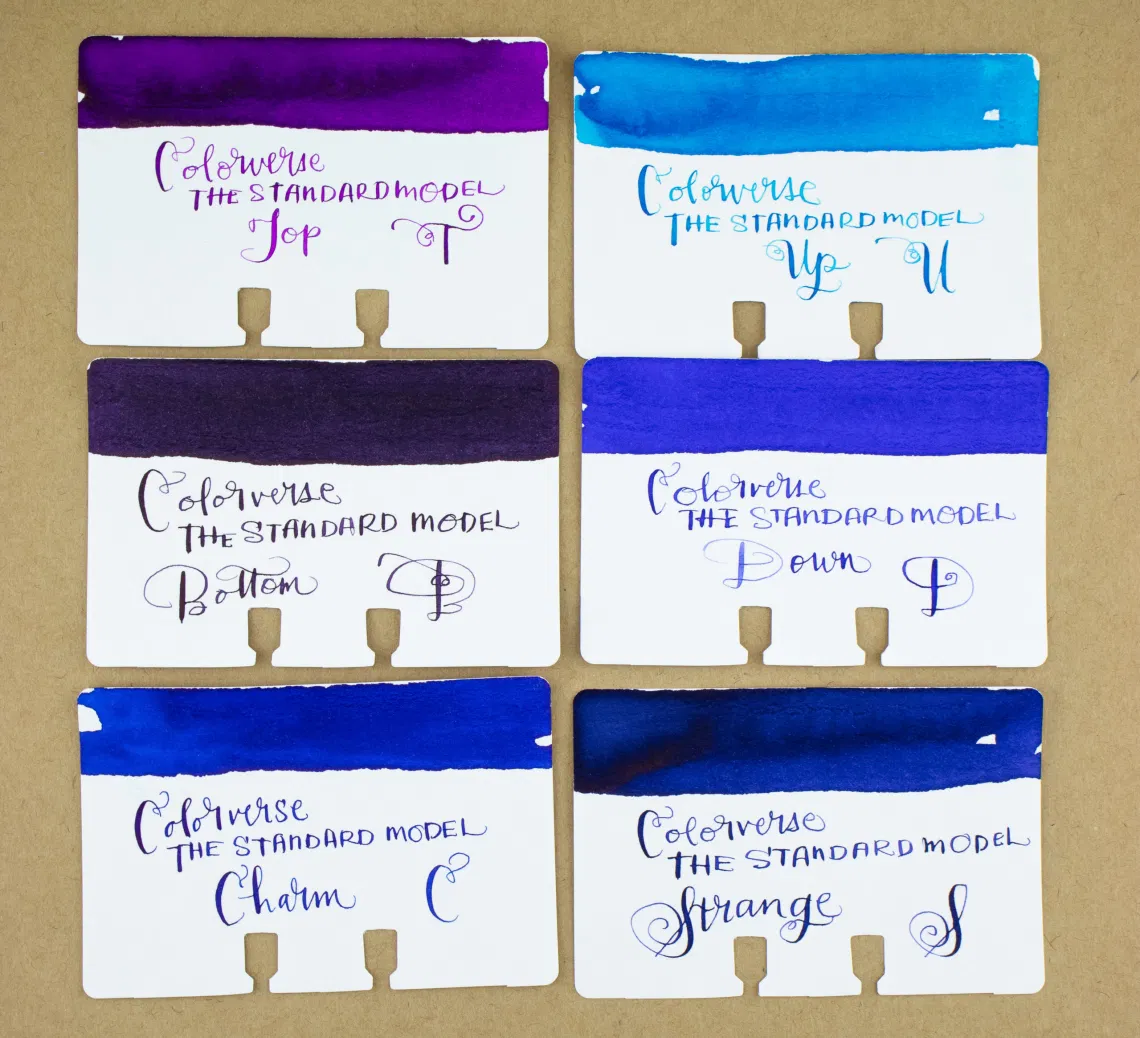 Colorverse
THE STANDARD MODEL
Top T
Colorverse
THE STANDARD MODEL
Up U
Colorverse
THE STANDARD MODEL
Bottom B
Colorverse
THE STANDARD MODEL
Down D
Colorverse
THE STANDARD MODEL
Charm C
Colorverse
THE STANDARD MODEL
Strange S